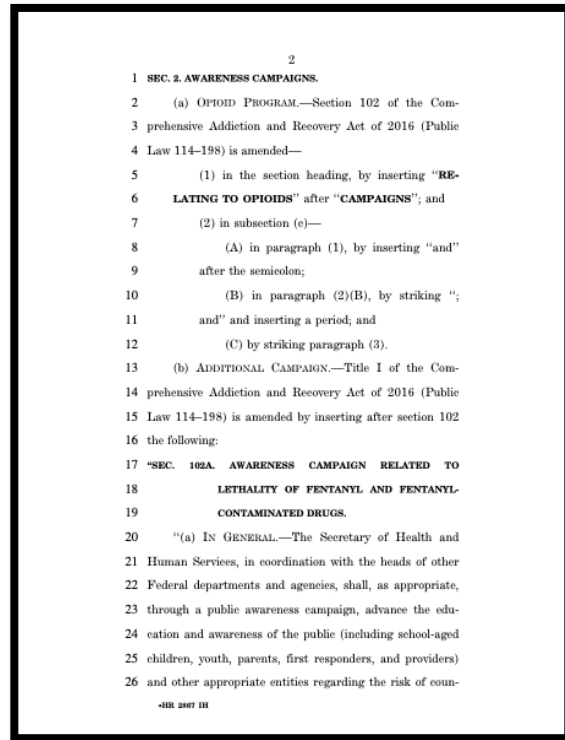 2
1 SEC. 2. AWARENESS CAMPAIGNS.
2 (a) OPIOID PROGRAM.—Section 102 of the Com-
3 prehensive Addiction and Recovery Act of 2016 (Public
4 Law 114–198) is amended—
5 (1) in the section heading, by inserting “RE-
6 LATING TO OPIOIDS” after “CAMPAIGNS”; and
7 (2) in subsection (c)—
8 (A) in paragraph (1), by inserting “and”
9 after the semicolon;
10 (B) in paragraph (2)(B), by striking “;
11 and” and inserting a period; and
12 (C) by striking paragraph (3).
13 (b) ADDITIONAL CAMPAIGN.—Title I of the Com-
14 prehensive Addiction and Recovery Act of 2016 (Public
15 Law 114–198) is amended by inserting after section 102
16 the following:
17 “SEC. 102A. AWARENESS CAMPAIGN RELATED TO
18 LETHALITY OF FENTANYL AND FENTANYL-
19 CONTAMINATED DRUGS.
20 “(a) IN GENERAL.—The Secretary of Health and
21 Human Services, in coordination with the heads of other
22 Federal departments and agencies, shall, as appropriate,
23 through a public awareness campaign, advance the edu-
24 cation and awareness of the public (including school-aged
25 children, youth, parents, first responders, and providers)
26 and other appropriate entities regarding the risk of coun-
•HR 2867 IH